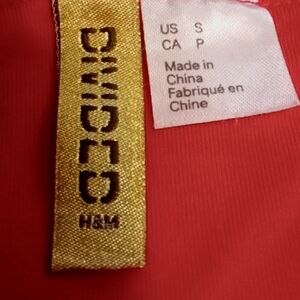 DIVIDED
H&M
US S
CA P
Made in
China
Fabriqué en
Chine